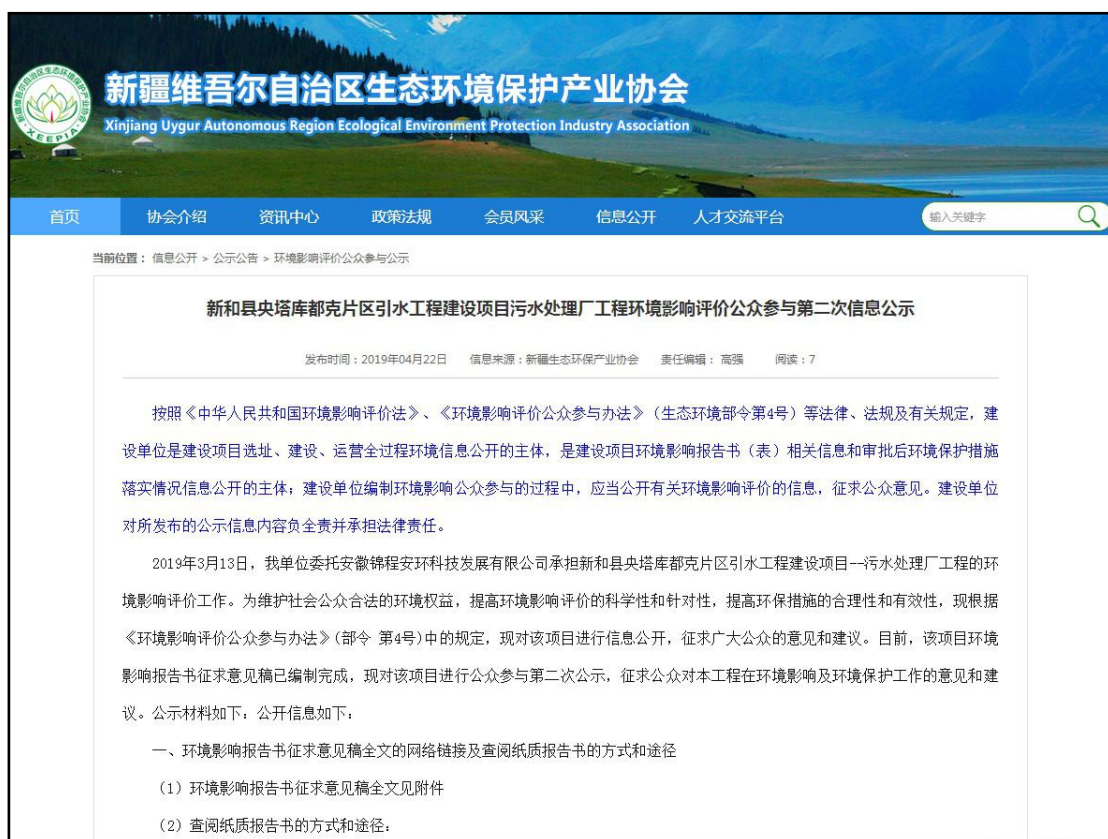 新疆维吾尔自治区生态环境保护产业协会
Xinjiang Uygur Autonomous Region Ecological Environment Protection Industry Association
XEEPIA
首页 协会介绍 资讯中心 政策法规 会员风采 信息公开 人才交流平台 输入关键字
当前位置： 信息公开 > 公示公告 > 环境影响评价公众参与公示
新和县央塔库都克片区引水工程建设项目污水处理厂工程环境影响评价公众参与第二次信息公示
发布时间：2019年04月22日 信息来源：新疆生态环保产业协会 责任编辑： 高强 阅读：7
按照《中华人民共和国环境影响评价法》、《环境影响评价公众参与办法》（生态环境部令第4号）等法律、法规及有关规定，建
设单位是建设项目选址、建设、运营全过程环境信息公开的主体，是建设项目环境影响报告书（表）相关信息和审批后环境保护措施
落实情况信息公开的主体；建设单位编制环境影响公众参与的过程中，应当公开有关环境影响评价的信息，征求公众意见。建设单位
对所发布的公示信息内容负全责并承担法律责任。
2019年3月13日，我单位委托安徽锦程安环科技发展有限公司承担新和县央塔库都克片区引水工程建设项目--污水处理厂工程的环
境影响评价工作。为维护社会公众合法的环境权益，提高环境影响评价的科学性和针对性，提高环保措施的合理性和有效性，现根据
《环境影响评价公众参与办法》(部令 第4号)中的规定，现对该项目进行信息公开，征求广大公众的意见和建议。目前，该项目环境
影响报告书征求意见稿已编制完成，现对该项目进行公众参与第二次公示，征求公众对本工程在环境影响及环境保护工作的意见和建
议。公示材料如下：公开信息如下：
一、环境影响报告书征求意见稿全文的网络链接及查阅纸质报告书的方式和途径
（1）环境影响报告书征求意见稿全文见附件
（2）查阅纸质报告书的方式和途径：